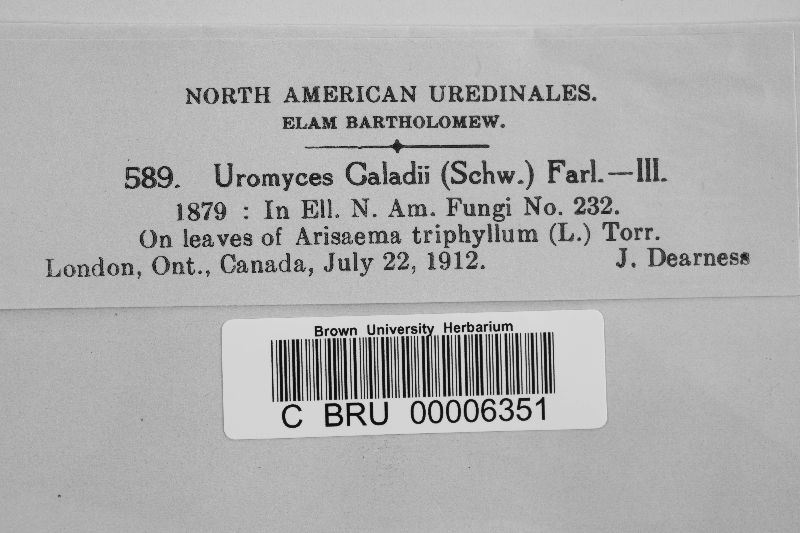 NORTH AMERICAN UREDINALES.
ELAM BARTHOLOMEW.
589. Uromyces Caladii (Schw.) Farl.—III.
1879 : In Ell. N. Am. Fungi No. 232.
On leaves of Arisaema triphyllum (L.) Torr.
London, Ont., Canada, July 22, 1912. J. Dearness
Brown University Herbarium
C BRU 00006351